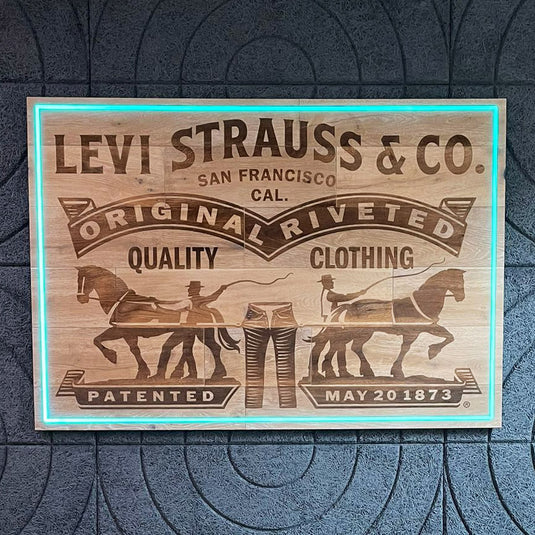 LEVI STRAUSS & CO.
SAN FRANCISCO
CAL.
ORIGINAL RIVETED
QUALITY CLOTHING
PATENTED MAY 20 1873 ®